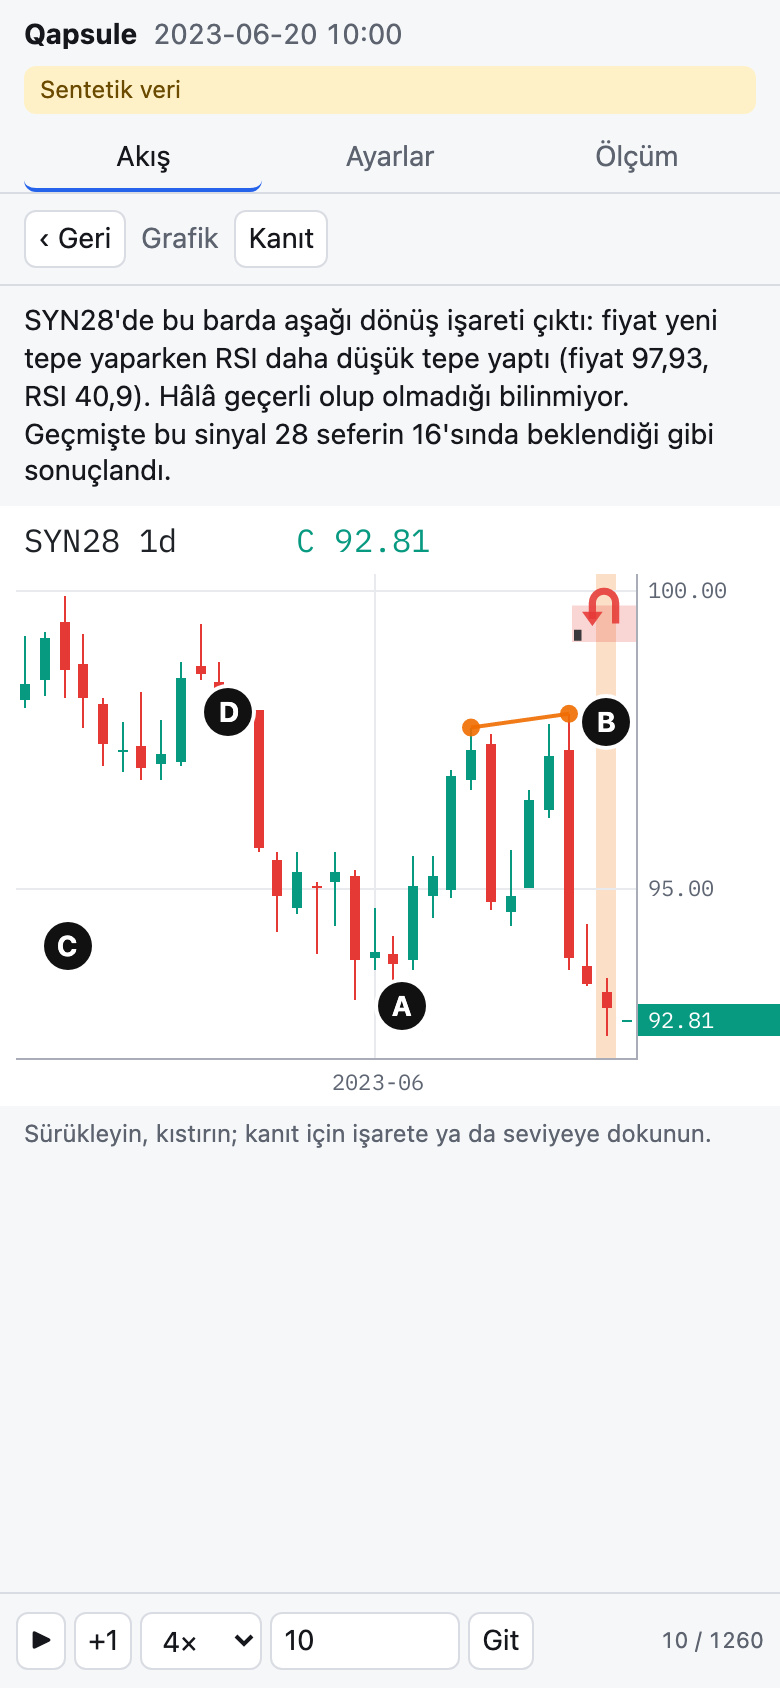 Qapsule 2023-06-20 10:00
Sentetik veri
Akış Ayarlar Ölçüm
‹ Geri Grafik Kanıt
SYN28'de bu barda aşağı dönüş işareti çıktı: fiyat yeni
tepe yaparken RSI daha düşük tepe yaptı (fiyat 97,93,
RSI 40,9). Hâlâ geçerli olup olmadığı bilinmiyor.
Geçmişte bu sinyal 28 seferin 16'sında beklendiği gibi
sonuçlandı.
SYN28 1d C 92.81
100.00
D
B
95.00
C
A
92.81
2023-06
Sürükleyin, kıstırın; kanıt için işarete ya da seviyeye dokunun.
+1 4× 10 Git 10 / 1260